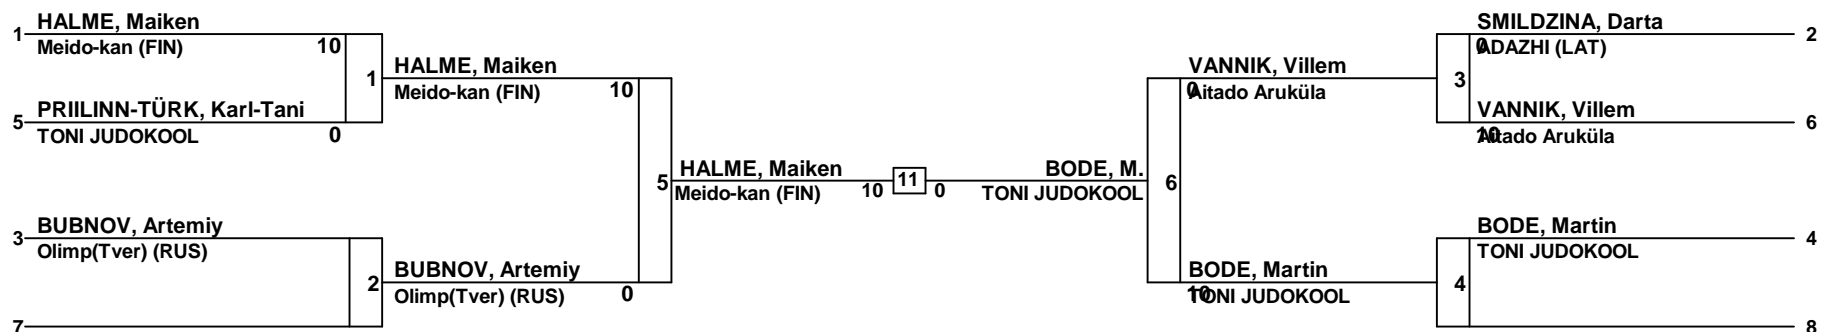 1 HALME, Maiken
Meido-kan (FIN) 10
1
5 PRIILINN-TÜRK, Karl-Tani
TONI JUDOKOOL 0
HALME, Maiken
Meido-kan (FIN) 10
3 BUBNOV, Artemiy
Olimp(Tver) (RUS)
2
7
BUBNOV, Artemiy
Olimp(Tver) (RUS) 0
5
HALME, Maiken
Meido-kan (FIN) 10
11
BODE, M.
0 TONI JUDOKOOL
6
VANNIK, Villem
0
Aitado Aruküla
BODE, Martin
10
TONI JUDOKOOL
SMILDZINA, Darta 2
0
ADAZHI (LAT)
3
VANNIK, Villem 6
10
Aitado Aruküla
BODE, Martin 4
TONI JUDOKOOL
4
8